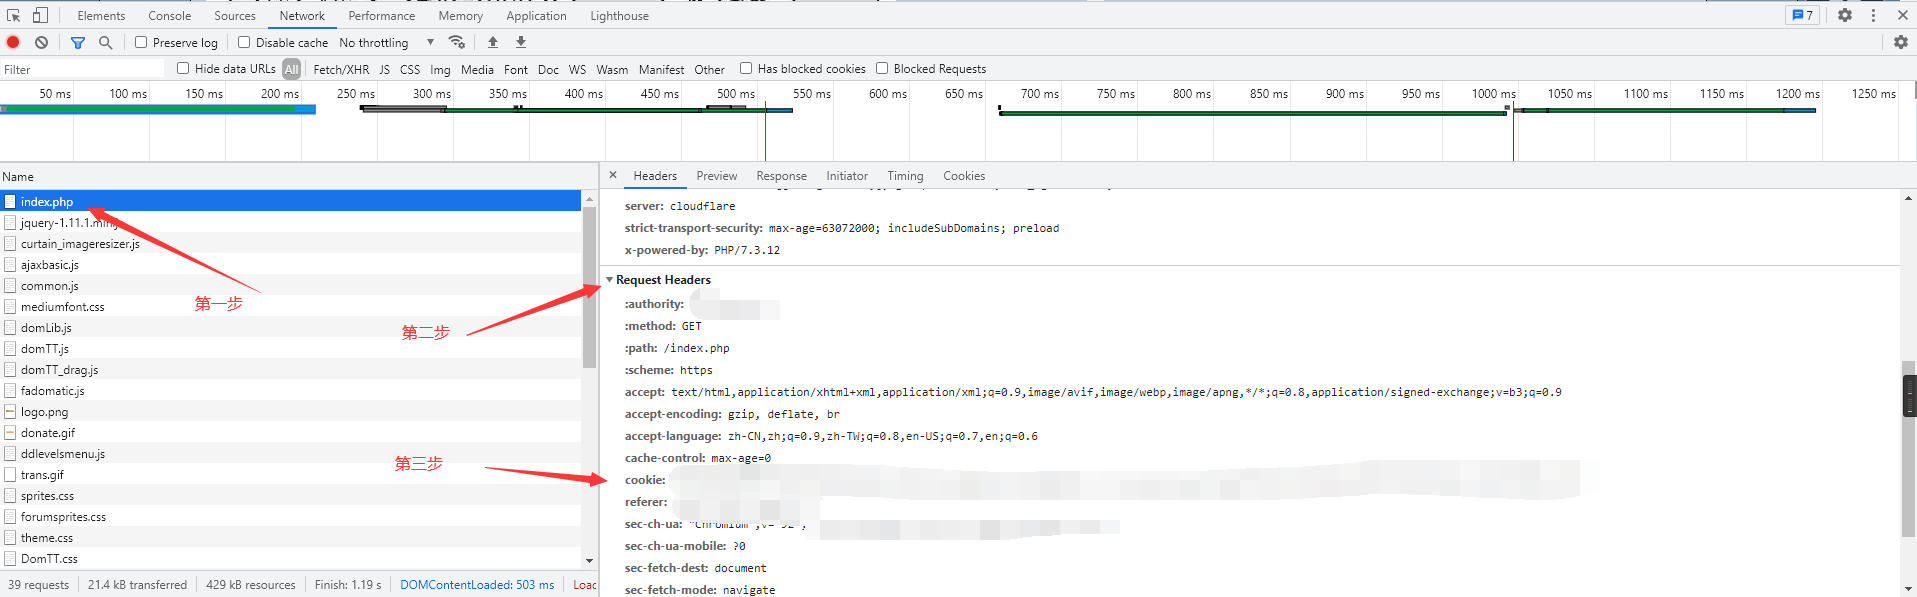 Elements Console Sources Network Performance Memory Application Lighthouse 7
Preserve log Disable cache No throttling
Filter Hide data URLs All Fetch/XHR JS CSS Img Media Font Doc WS Wasm Manifest Other Has blocked cookies Blocked Requests
50 ms 100 ms 150 ms 200 ms 250 ms 300 ms 350 ms 400 ms 450 ms 500 ms 550 ms 600 ms 650 ms 700 ms 750 ms 800 ms 850 ms 900 ms 950 ms 1000 ms 1050 ms 1100 ms 1150 ms 1200 ms 1250 ms
Name
index.php
jquery-1.11.1.min.js
curtain_imageresizer.js
ajaxbasic.js
common.js
mediumfont.css
domLib.js
domTT.js
domTT_drag.js
fadomatic.js
logo.png
donate.gif
ddlevelsmenu.js
trans.gif
sprites.css
forumsprites.css
theme.css
DomTT.css
第一步
第二步
第三步
39 requests 21.4 kB transferred 429 kB resources Finish: 1.19 s DOMContentLoaded: 503 ms Loac
Headers Preview Response Initiator Timing Cookies
server: cloudflare
strict-transport-security: max-age=63072000; includeSubDomains; preload
x-powered-by: PHP/7.3.12
Request Headers
:authority:
:method: GET
:path: /index.php
:scheme: https
accept: text/html,application/xhtml+xml,application/xml;q=0.9,image/avif,image/webp,image/apng,*/*;q=0.8,application/signed-exchange;v=b3;q=0.9
accept-encoding: gzip, deflate, br
accept-language: zh-CN,zh;q=0.9,zh-TW;q=0.8,en-US;q=0.7,en;q=0.6
cache-control: max-age=0
cookie:
referer:
sec-ch-ua: "Chromium";v="92",
sec-ch-ua-mobile: ?0
sec-fetch-dest: document
sec-fetch-mode: navigate